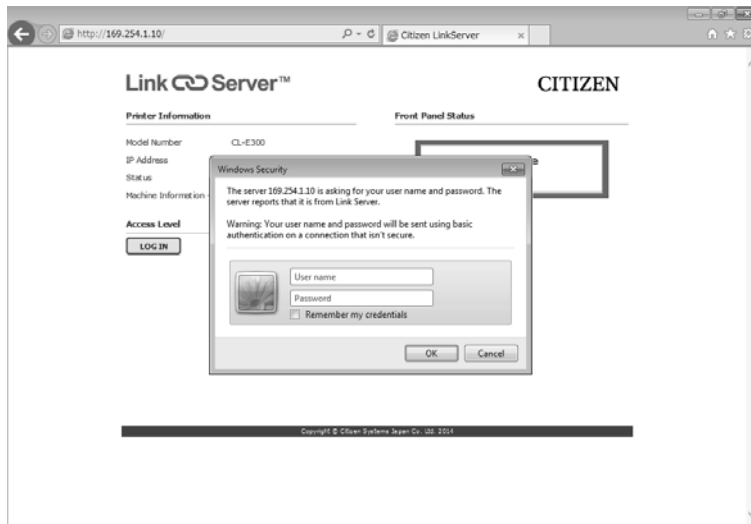 http://169.254.1.10/
Citizen LinkServer
Link Server™
CITIZEN
Printer Information
Front Panel Status
Model Number CL-E300
IP Address
Status
Machine Information
Access Level
LOG IN
Windows Security
The server 169.254.1.10 is asking for your user name and password. The
server reports that it is from Link Server.
Warning: Your user name and password will be sent using basic
authentication on a connection that isn't secure.
User name
Password
Remember my credentials
OK Cancel
Copyright © Citizen Systems Japan Co. Ltd. 2014